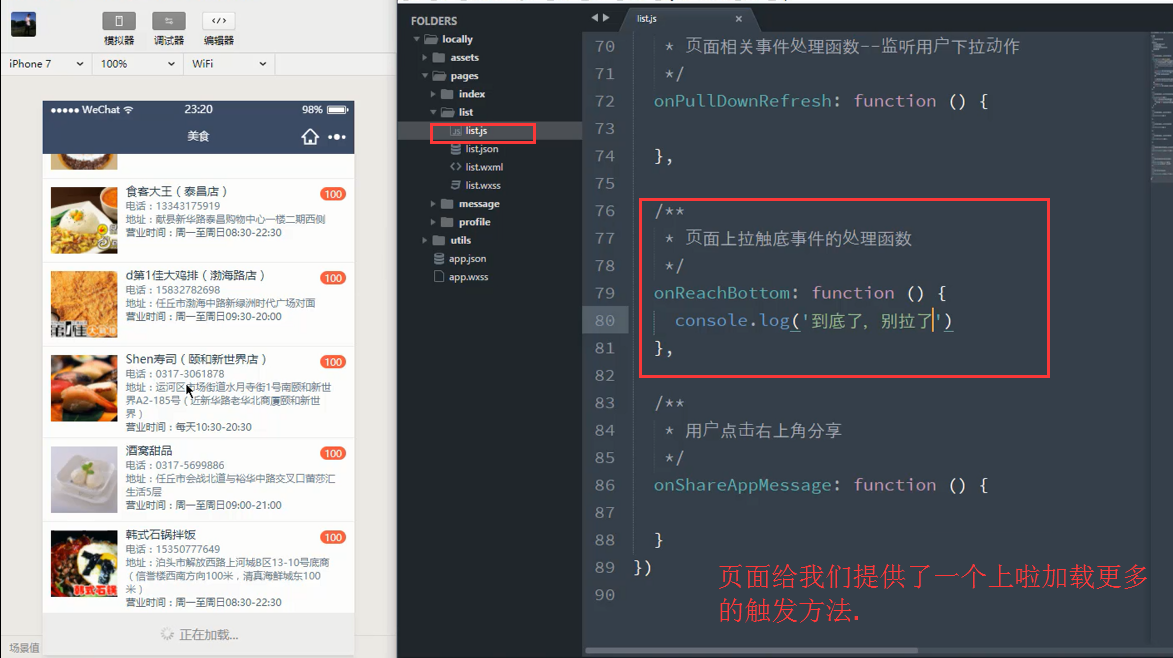 模拟器
调试器
编辑器
iPhone 7
100%
WiFi
WeChat
23:20
98%
美食
食客大王（泰昌店）
100
电话：13343175919
地址：献县新华路泰昌购物中心一楼二期西侧
营业时间：周一至周日08:30-22:30
d第1佳大鸡排（渤海路店）
100
电话：15832782698
地址：任丘市渤海中路新绿洲时代广场对面
营业时间：周一至周日09:30-20:00
Shen寿司（颐和新世界店）
100
电话：0317-3061878
地址：运河区市场街道水月寺街1号南颐和新世
界A2-185号（近新华路老华北商厦颐和新世
界）
营业时间：每天10:30-20:30
酒窝甜品
100
电话：0317-5699886
地址：任丘市会战北道与裕华中路交叉口蕾莎汇
生活5层
营业时间：周一至周日09:00-21:00
韩式石锅拌饭
100
电话：15350777649
地址：泊头市解放西路上河城B区13-10号底商
（信誉楼西南方向100米，清真海鲜城东100
米）
营业时间：周一至周日08:30-22:30
正在加载...
场景值
FOLDERS
locally
assets
pages
index
list
list.js
list.json
list.wxml
list.wxss
message
profile
utils
app.json
app.wxss
list.js
70 * 页面相关事件处理函数--监听用户下拉动作
71 */
72 onPullDownRefresh: function () {
73
74 },
75
76 /**
77 * 页面上拉触底事件的处理函数
78 */
79 onReachBottom: function () {
80 console.log('到底了，别拉了')
81 },
82
83 /**
84 * 用户点击右上角分享
85 */
86 onShareAppMessage: function () {
87
88 }
89 })
90
页面给我们提供了一个上啦加载更多
的触发方法.